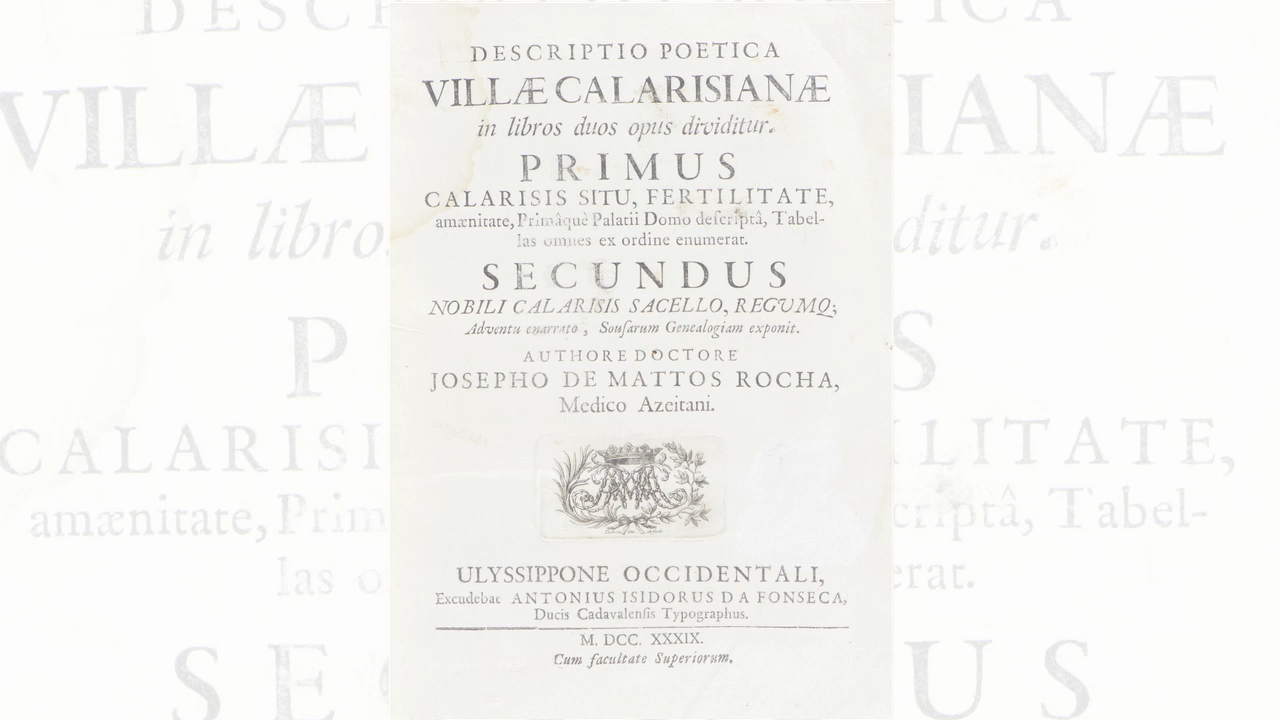 DESCRIPTIO POETICA
VILLÆ CALARISIANÆ
in libros duos opus dividitur.
PRIMUS
CALARISIS SITU, FERTILITATE,
amænitate, Primâquè Palatii Domo descriptâ, Tabel-
las omnes ex ordine enumerat.
SECUNDUS
NOBILI CALARISIS SACELLO, REGVMQ;
Adventu enarrato, Sousarum Genealogiam exponit.
AUTHORE DOCTORE
JOSEPHO DE MATTOS ROCHA,
Medico Azeitani.
ULYSSIPPONE OCCIDENTALI,
Excudebat ANTONIUS ISIDORUS DA FONSECA,
Ducis Cadavalensis Typographus.
M. DCC. XXXIX.
Cum facultate Superiorum.